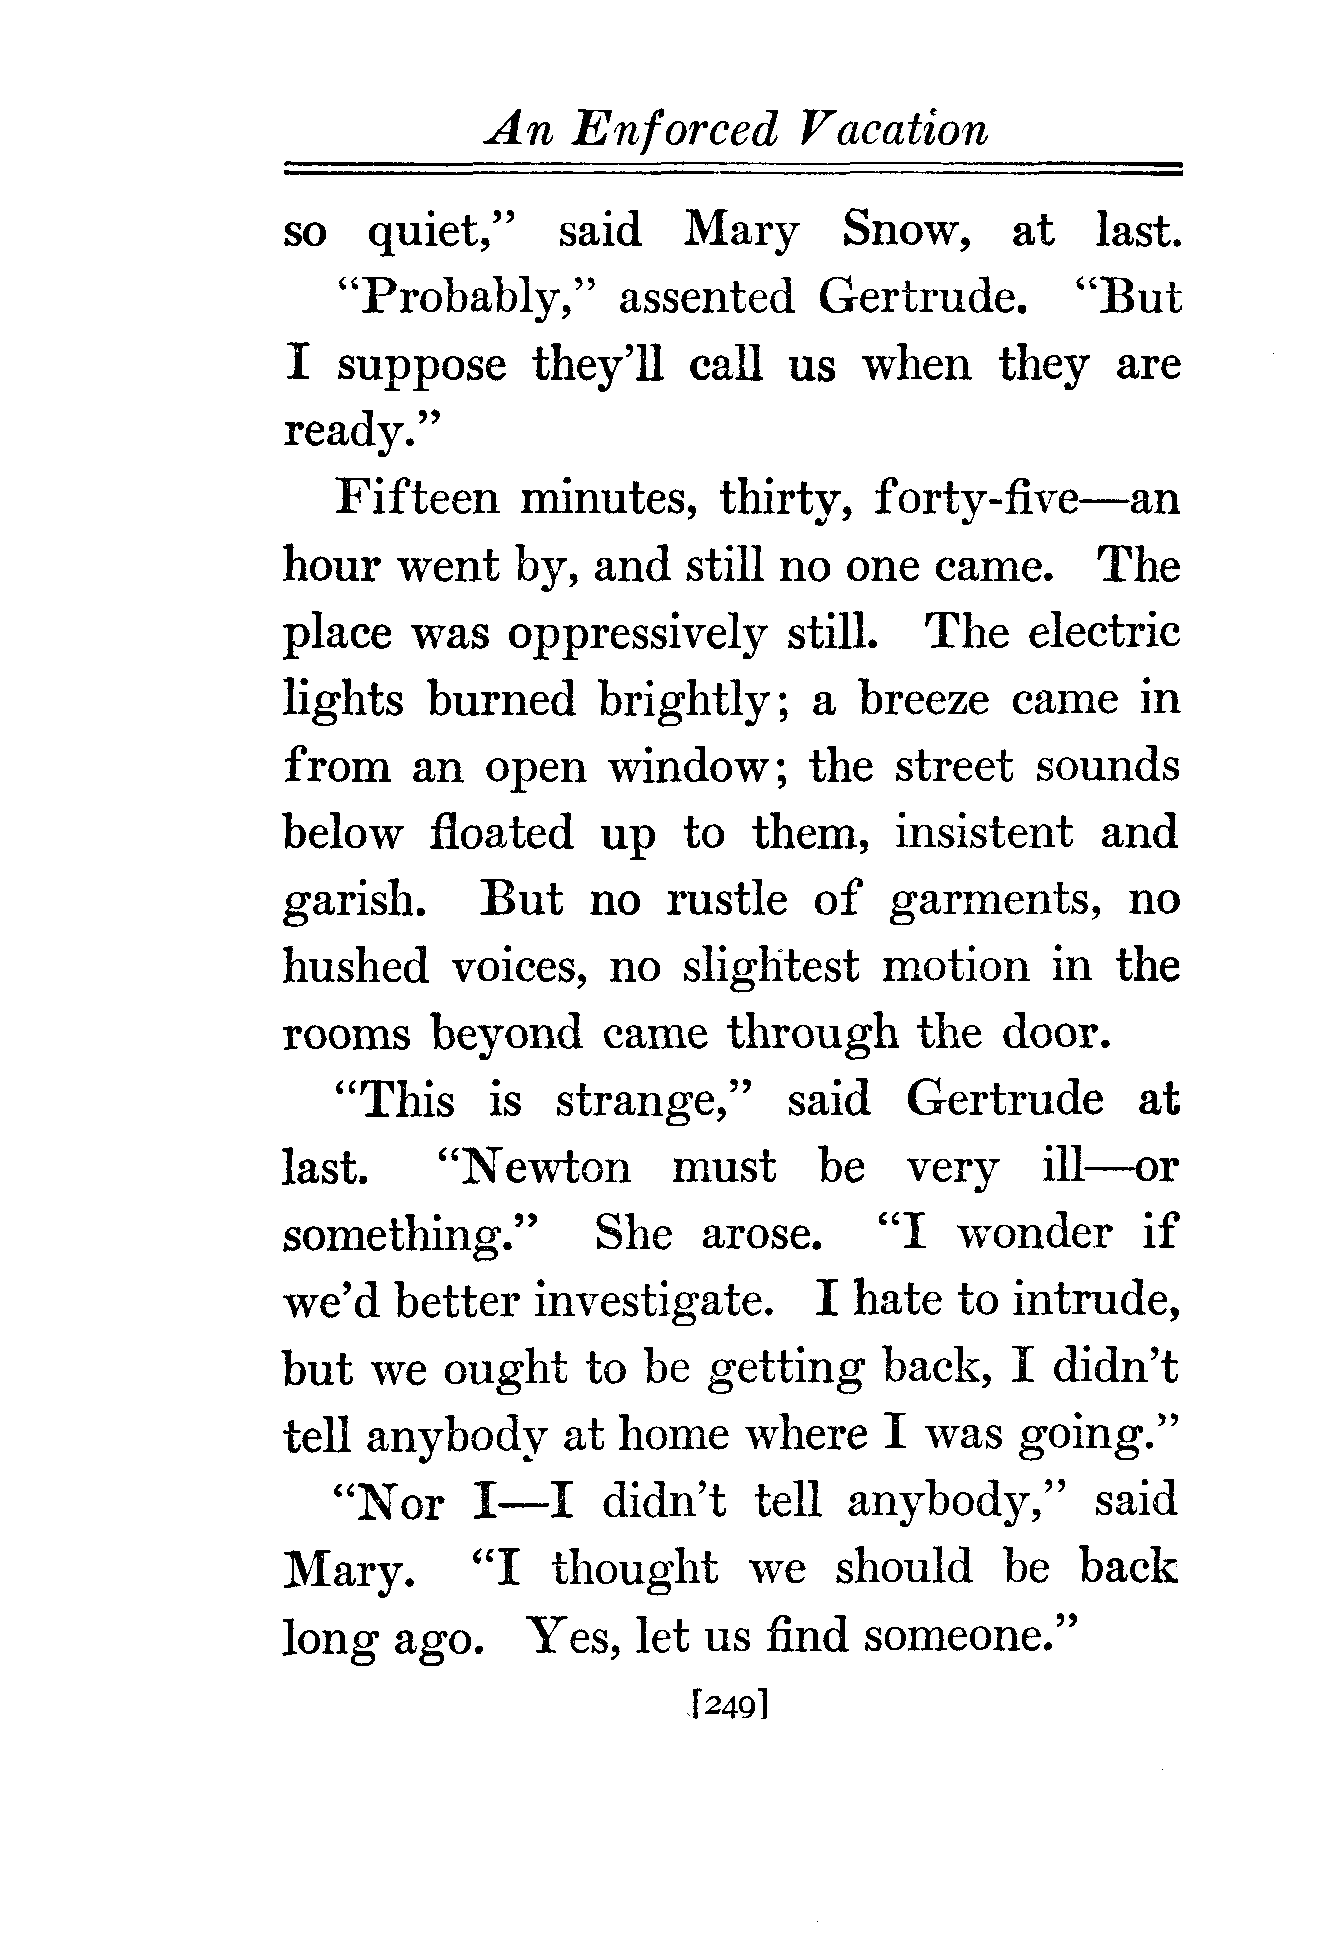 An Enforced Vacation
so quiet,” said Mary Snow, at last.
“Probably,” assented Gertrude. “But
I suppose they’ll call us when they are
ready.”
Fifteen minutes, thirty, forty-five—an
hour went by, and still no one came. The
place was oppressively still. The electric
lights burned brightly; a breeze came in
from an open window; the street sounds
below floated up to them, insistent and
garish. But no rustle of garments, no
hushed voices, no slightest motion in the
rooms beyond came through the door.
“This is strange,” said Gertrude at
last. “Newton must be very ill—or
something.” She arose. “I wonder if
we’d better investigate. I hate to intrude,
but we ought to be getting back, I didn’t
tell anybody at home where I was going.”
“Nor I—I didn’t tell anybody,” said
Mary. “I thought we should be back
long ago. Yes, let us find someone.”
[249]